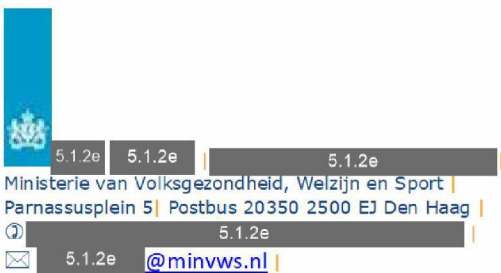 5.1.2e 5.1.2e | 5.1.2e |
Ministerie van Volksgezondheid, Welzijn en Sport |
Parnassusplein 5| Postbus 20350 2500 EJ Den Haag |
5.1.2e |
5.1.2e @minvws.nl |